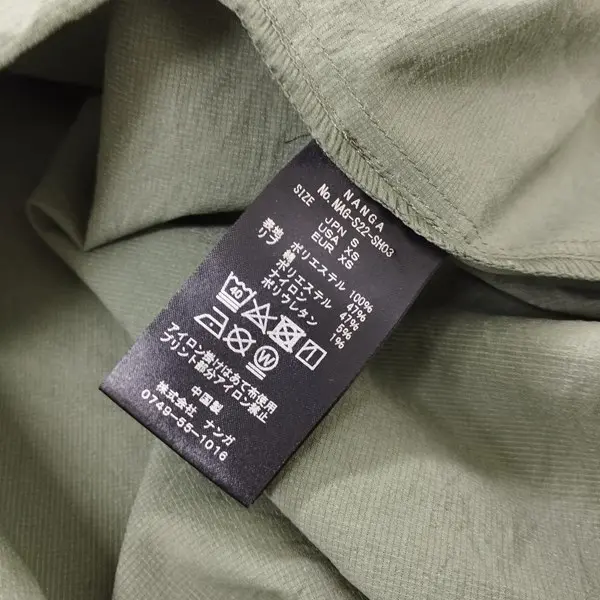 NANGA
No.NAG-S22-SH03
SIZE JPN S
USA XS
EUR XS
表地 ポリエステル 100%
リブ 綿 47%
ポリエステル 47%
ナイロン 5%
ポリウレタン 1%
40
W
アイロン掛けはあて布使用
プリント部分アイロン禁止
中国製
株式会社 ナンガ
0749-55-1016